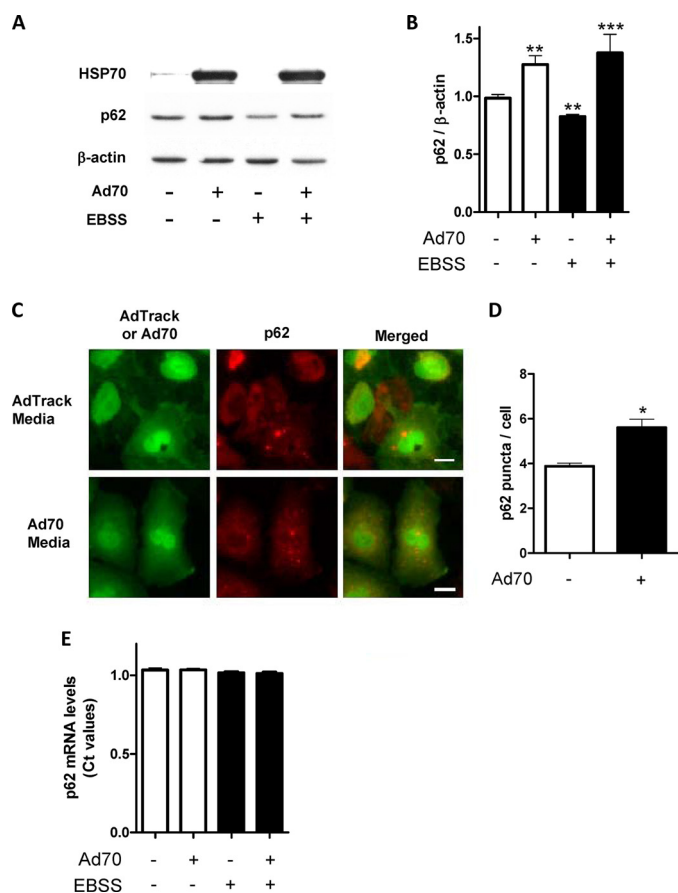 A
HSP70
p62
β-actin
Ad70 - + - +
EBSS - - + +
B
p62 / β-actin
1.5
1.0
0.5
0.0
** ** ***
Ad70 - + - +
EBSS - - + +
C
AdTrack or Ad70
p62
Merged
AdTrack Media
Ad70 Media
D
p62 puncta / cell
8
6
4
2
0
*
Ad70 - +
E
p62 mRNA levels (Ct values)
1.0
0.5
0.0
Ad70 - + - +
EBSS - - + +